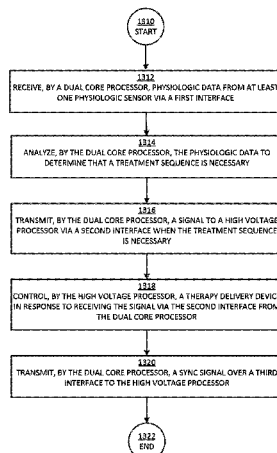 1310
START
1312
RECEIVE, BY A DUAL CORE PROCESSOR, PHYSIOLOGIC DATA FROM AT LEAST
ONE PHYSIOLOGIC SENSOR VIA A FIRST INTERFACE
1314
ANALYZE, BY THE DUAL CORE PROCESSOR, THE PHYSIOLOGIC DATA TO
DETERMINE THAT A TREATMENT SEQUENCE IS NECESSARY
1316
TRANSMIT, BY THE DUAL CORE PROCESSOR, A SIGNAL TO A HIGH VOLTAGE
PROCESSOR VIA A SECOND INTERFACE WHEN THE TREATMENT SEQUENCE
IS NECESSARY
1318
CONTROL, BY THE HIGH VOLTAGE PROCESSOR, A THERAPY DELIVERY DEVICE
IN RESPONSE TO RECEIVING THE SIGNAL VIA THE SECOND INTERFACE FROM
THE DUAL CORE PROCESSOR
1320
TRANSMIT, BY THE DUAL CORE PROCESSOR, A SYNC SIGNAL OVER A THIRD
INTERFACE TO THE HIGH VOLTAGE PROCESSOR
1322
END